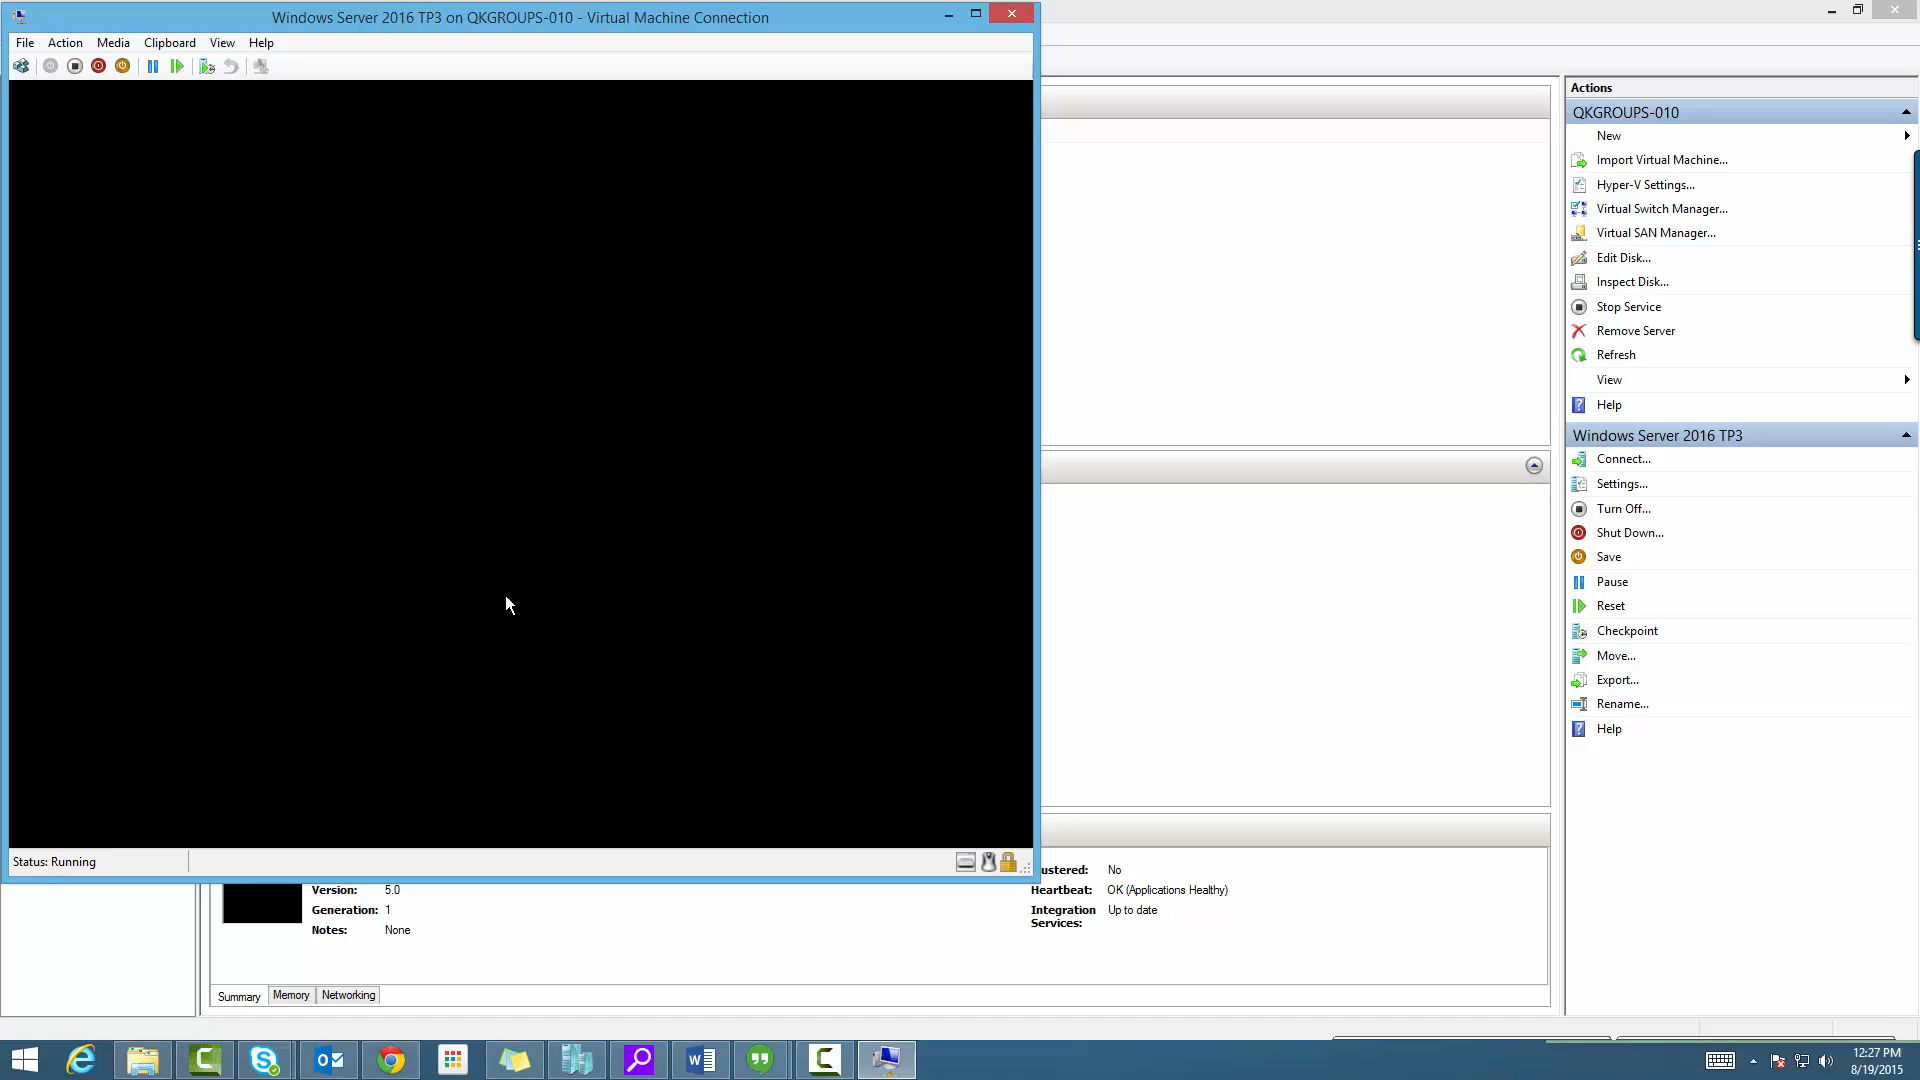 Windows Server 2016 TP3 on QKGROUPS-010 - Virtual Machine Connection
File Action Media Clipboard View Help
Status: Running
Version: 5.0
Generation: 1
Notes: None
ustered: No
Heartbeat: OK (Applications Healthy)
Integration Services: Up to date
Summary Memory Networking
Actions
QKGROUPS-010
New
Import Virtual Machine...
Hyper-V Settings...
Virtual Switch Manager...
Virtual SAN Manager...
Edit Disk...
Inspect Disk...
Stop Service
Remove Server
Refresh
View
Help
Windows Server 2016 TP3
Connect...
Settings...
Turn Off...
Shut Down...
Save
Pause
Reset
Checkpoint
Move...
Export...
Rename...
Help
12:27 PM
8/19/2015